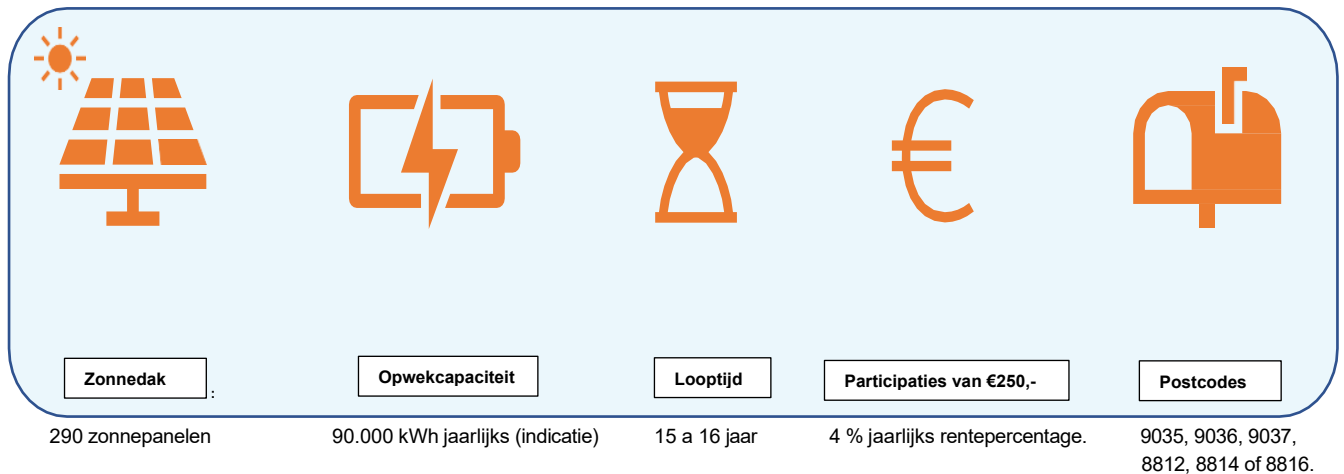 Zonnedak
:
Opwekcapaciteit
Looptijd
Participaties van €250,-
Postcodes
290 zonnepanelen
90.000 kWh jaarlijks (indicatie)
15 a 16 jaar
4 % jaarlijks rentepercentage.
9035, 9036, 9037,
8812, 8814 of 8816.